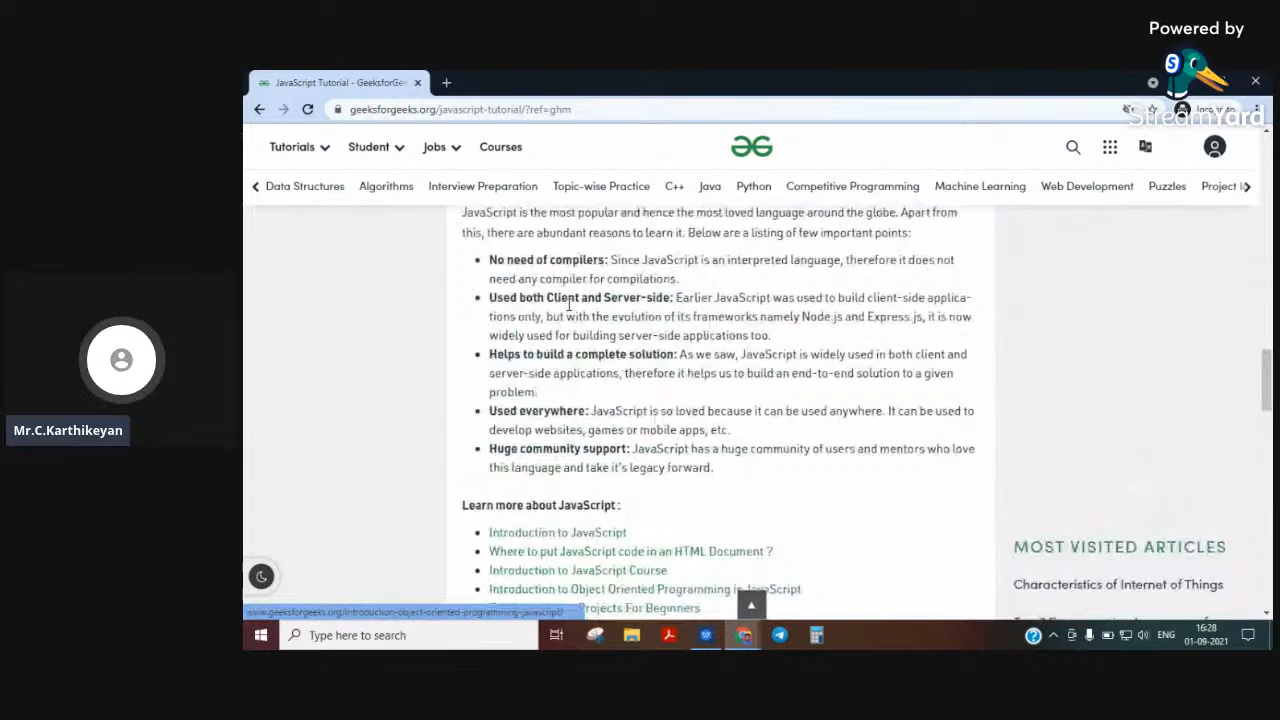 Powered by
S
StreamYard
JavaScript Tutorial - GeeksforGe
geeksforgeeks.org/javascript-tutorial/?ref=ghm
Tutorials
Student
Jobs
Courses
Data Structures
Algorithms
Interview Preparation
Topic-wise Practice
C++
Java
Python
Competitive Programming
Machine Learning
Web Development
Puzzles
JavaScript is the most popular and hence the most loved language around the globe. Apart from
this, there are abundant reasons to learn it. Below are a listing of few important points:
No need of compilers: Since JavaScript is an interpreted language, therefore it does not
need any compiler for compilations.
Used both Client and Server-side: Earlier JavaScript was used to build client-side applica-
tions only, but with the evolution of its frameworks namely Node.js and Express.js, it is now
widely used for building server-side applications too.
Helps to build a complete solution: As we saw, JavaScript is widely used in both client and
server-side applications, therefore it helps us to build an end-to-end solution to a given
problem.
Used everywhere: JavaScript is so loved because it can be used anywhere. It can be used to
develop websites, games or mobile apps, etc.
Huge community support: JavaScript has a huge community of users and mentors who love
this language and take it's legacy forward.
Mr.C.Karthikeyan
Learn more about JavaScript :
Introduction to JavaScript
Where to put JavaScript code in an HTML Document ?
Introduction to JavaScript Course
Introduction to Object Oriented Programming in JavaScript
Projects For Beginners
MOST VISITED ARTICLES
Characteristics of Internet of Things
www.geeksforgeeks.org/introduction-object-oriented-programming-javascript/
Type here to search
ENG
16:28
01-09-2021